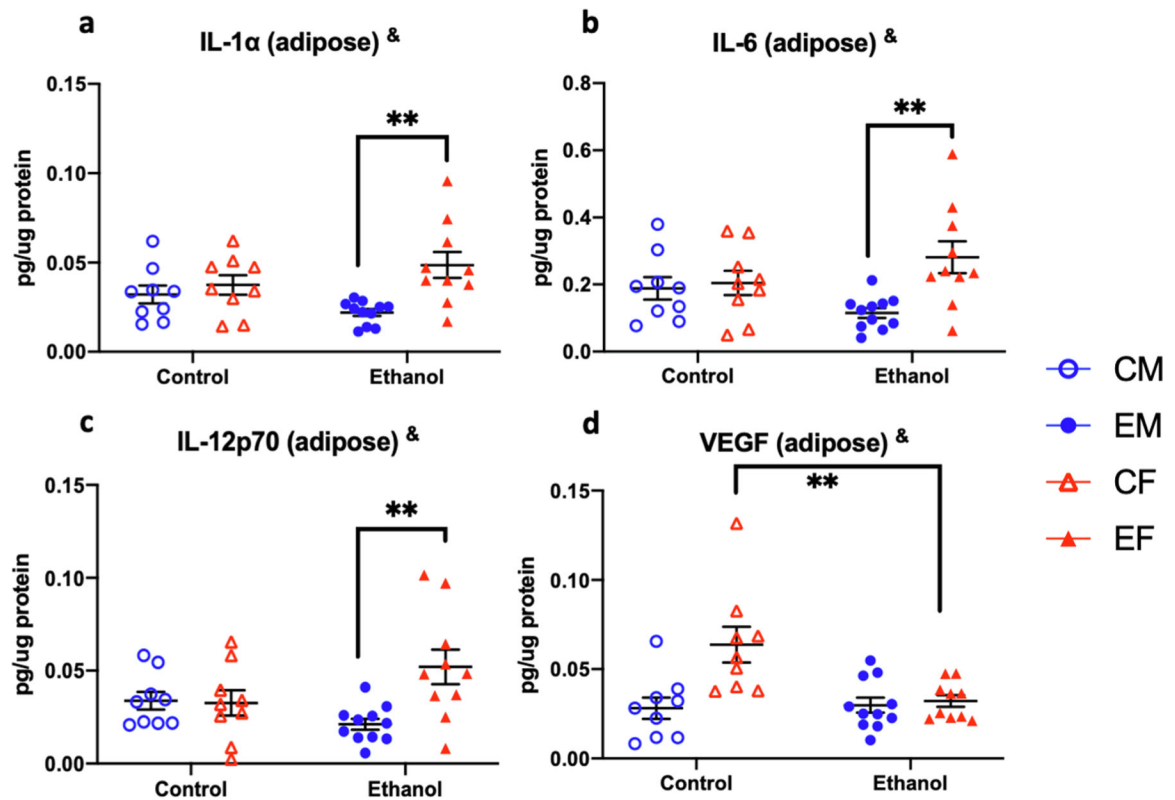 a
IL-1α (adipose) &
pg/ug protein
0.15
0.10
0.05
0.00
**
Control
Ethanol
b
IL-6 (adipose) &
pg/ug protein
0.8
0.6
0.4
0.2
0.0
**
Control
Ethanol
c
IL-12p70 (adipose) &
pg/ug protein
0.15
0.10
0.05
0.00
**
Control
Ethanol
d
VEGF (adipose) &
pg/ug protein
0.15
0.10
0.05
0.00
**
Control
Ethanol
CM
EM
CF
EF